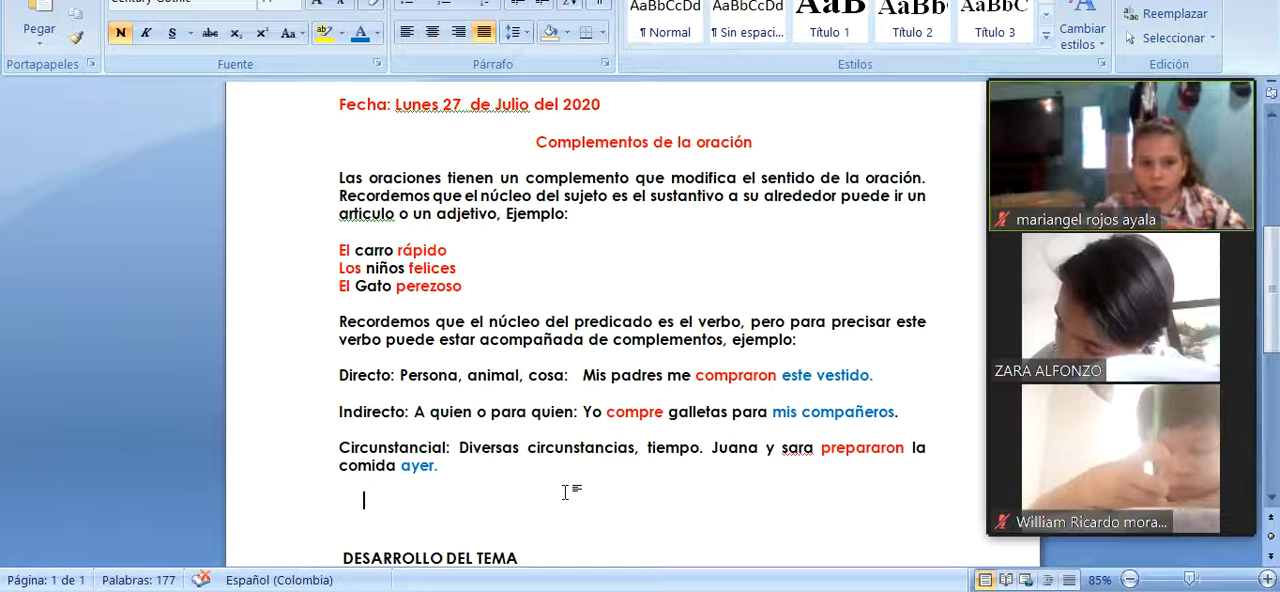 Century Gothic
Pegar
N K S abc x₂ x² Aa
ab A
AaBbCcDd AaBbCcDd AaB AaBb AaBbC
¶ Normal ¶ Sin espaci... Título 1 Título 2 Título 3
Cambiar
estilos
Reemplazar
Seleccionar
Portapapeles Fuente Párrafo Estilos Edición
Fecha: Lunes 27 de Julio del 2020
Complementos de la oración
Las oraciones tienen un complemento que modifica el sentido de la oración.
Recordemos que el núcleo del sujeto es el sustantivo a su alrededor puede ir un
articulo o un adjetivo, Ejemplo:
El carro rápido
Los niños felices
El Gato perezoso
Recordemos que el núcleo del predicado es el verbo, pero para precisar este
verbo puede estar acompañada de complementos, ejemplo:
Directo: Persona, animal, cosa: Mis padres me compraron este vestido.
Indirecto: A quien o para quien: Yo compre galletas para mis compañeros.
Circunstancial: Diversas circunstancias, tiempo. Juana y sara prepararon la
comida ayer.
DESARROLLO DEL TEMA
mariangel rojos ayala
ZARA ALFONZO
William Ricardo mora...
Página: 1 de 1 Palabras: 177 Español (Colombia) 85%